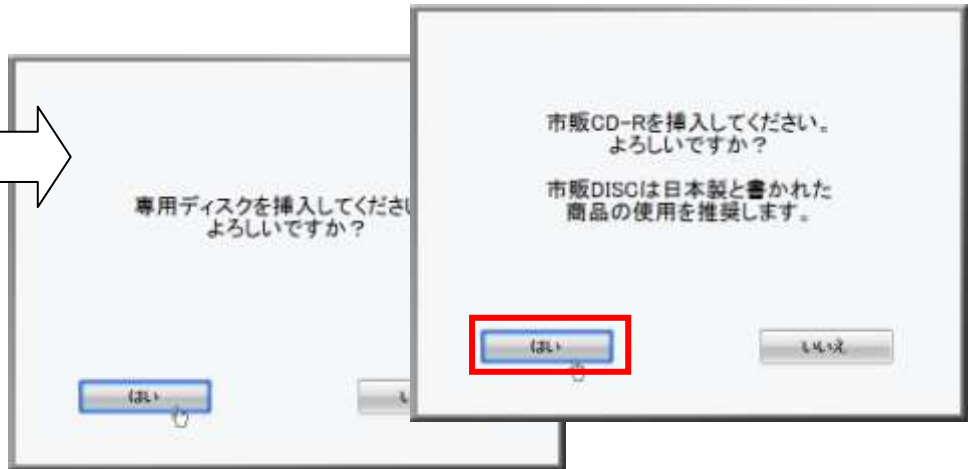 専用ディスクを挿入してくださ
よろしいですか？
はい
市販CD-Rを挿入してください。
よろしいですか？
市販DISCは日本製と書かれた
商品の使用を推奨します。
はい
いいえ